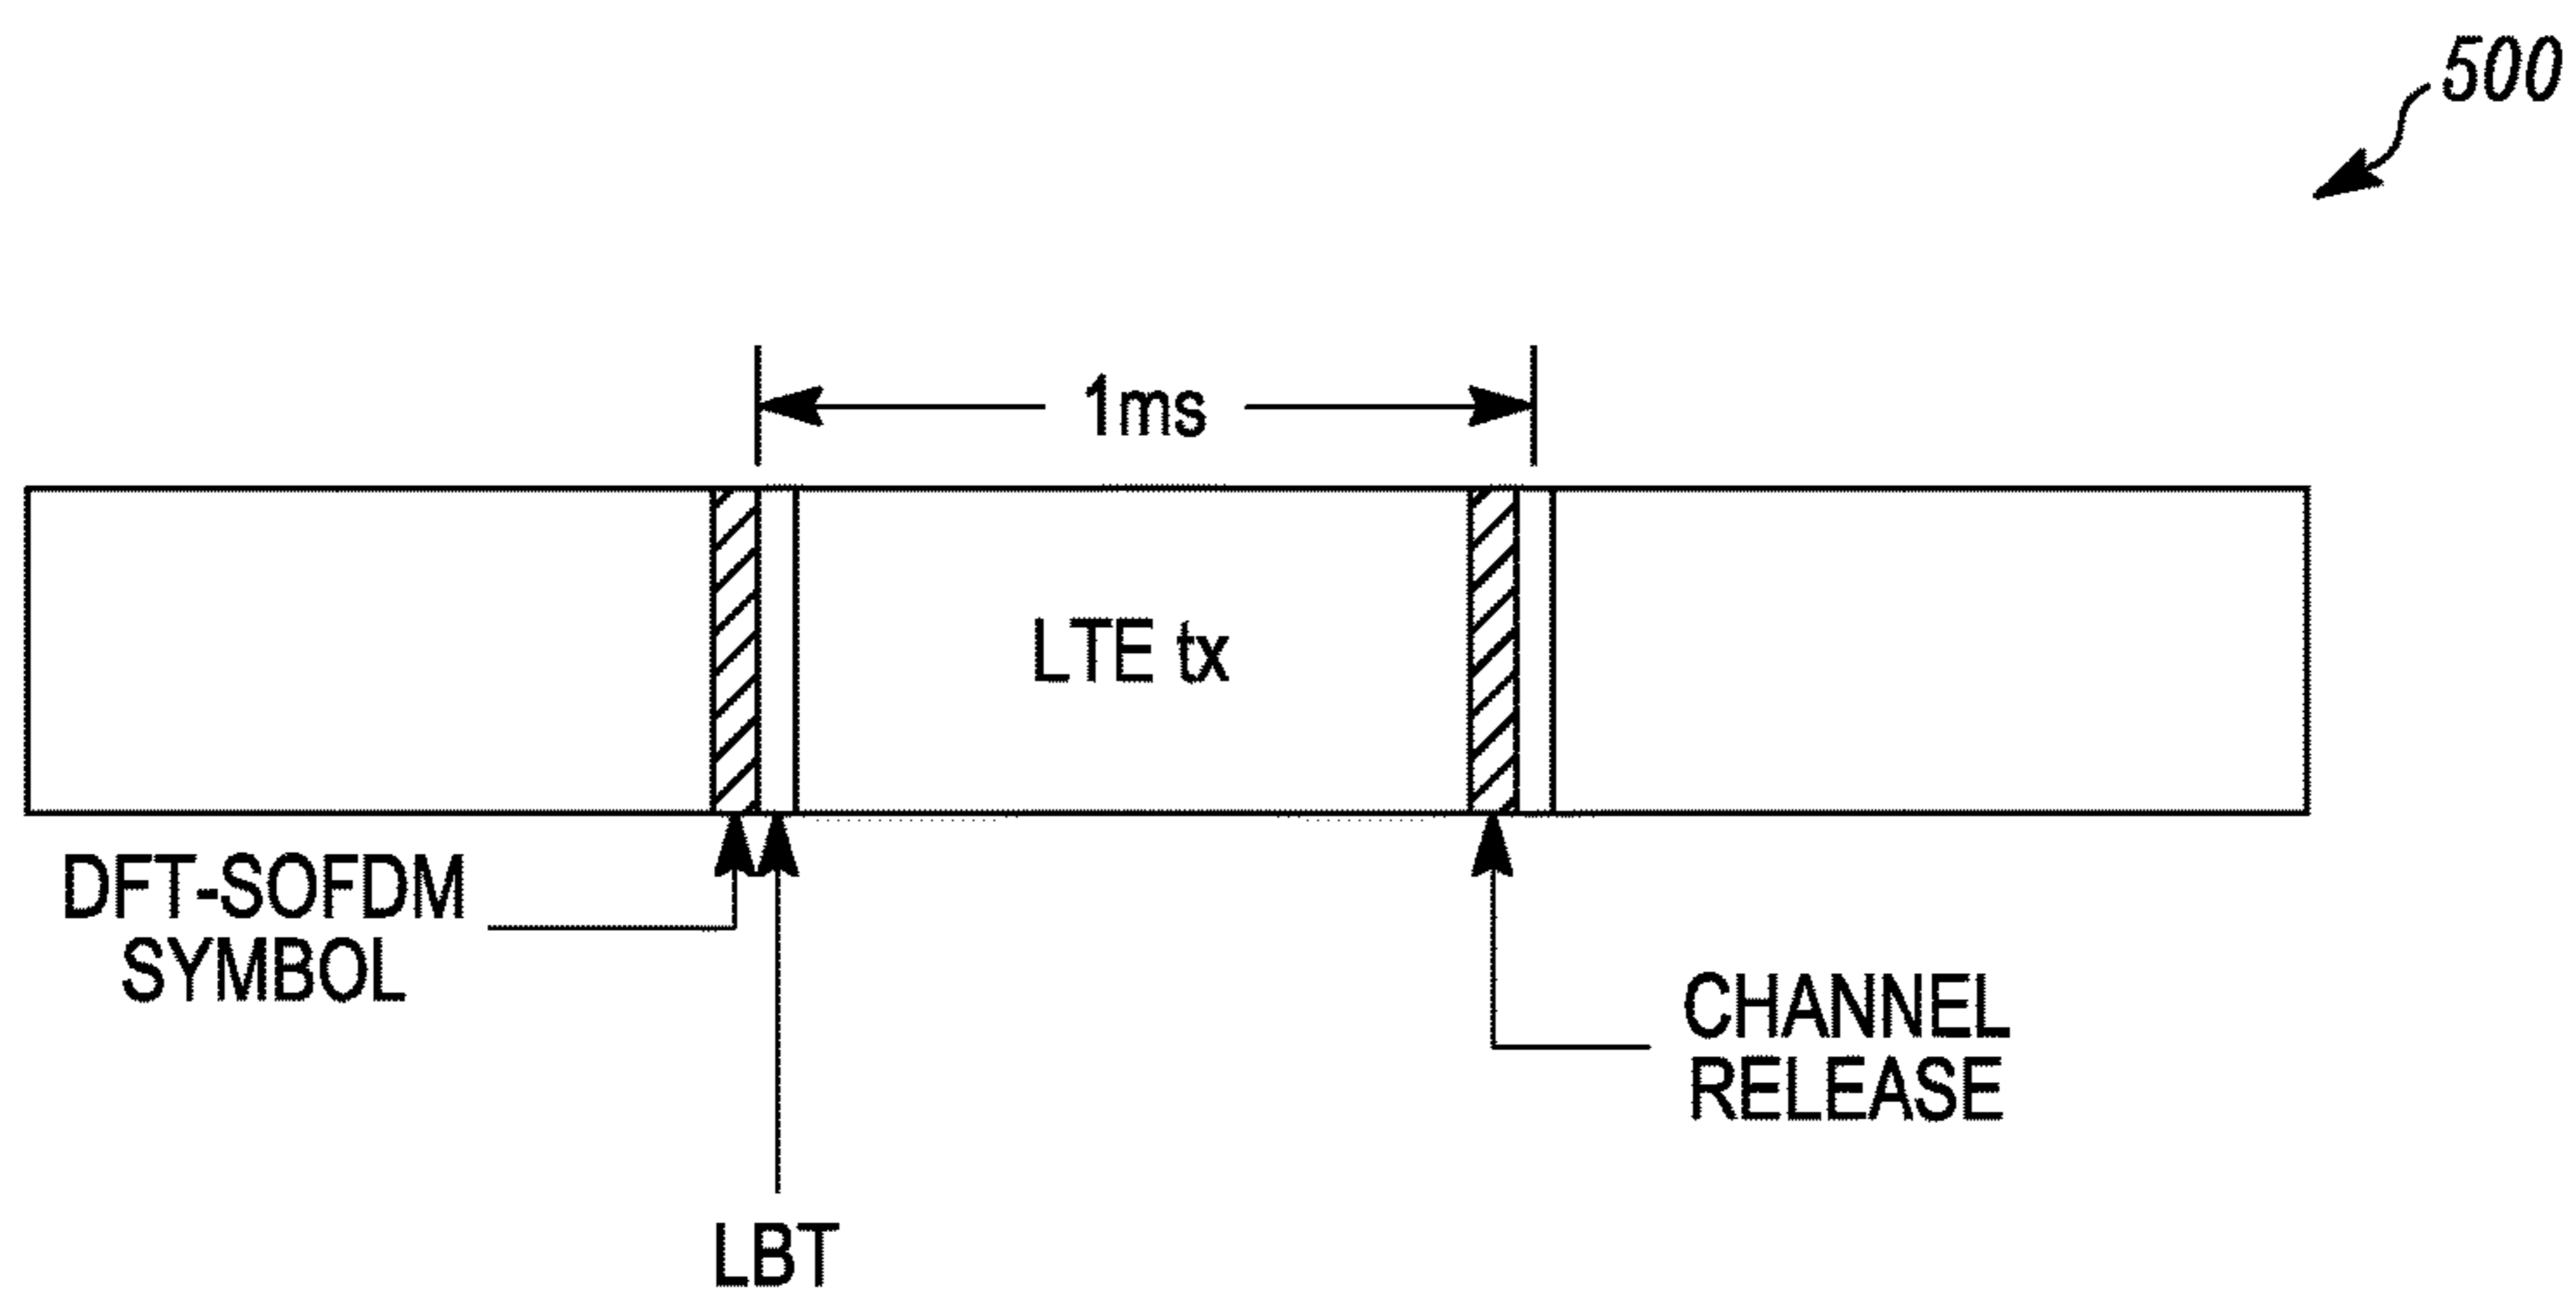 500
1ms
LTE tx
DFT-SOFDM
SYMBOL
CHANNEL
RELEASE
LBT